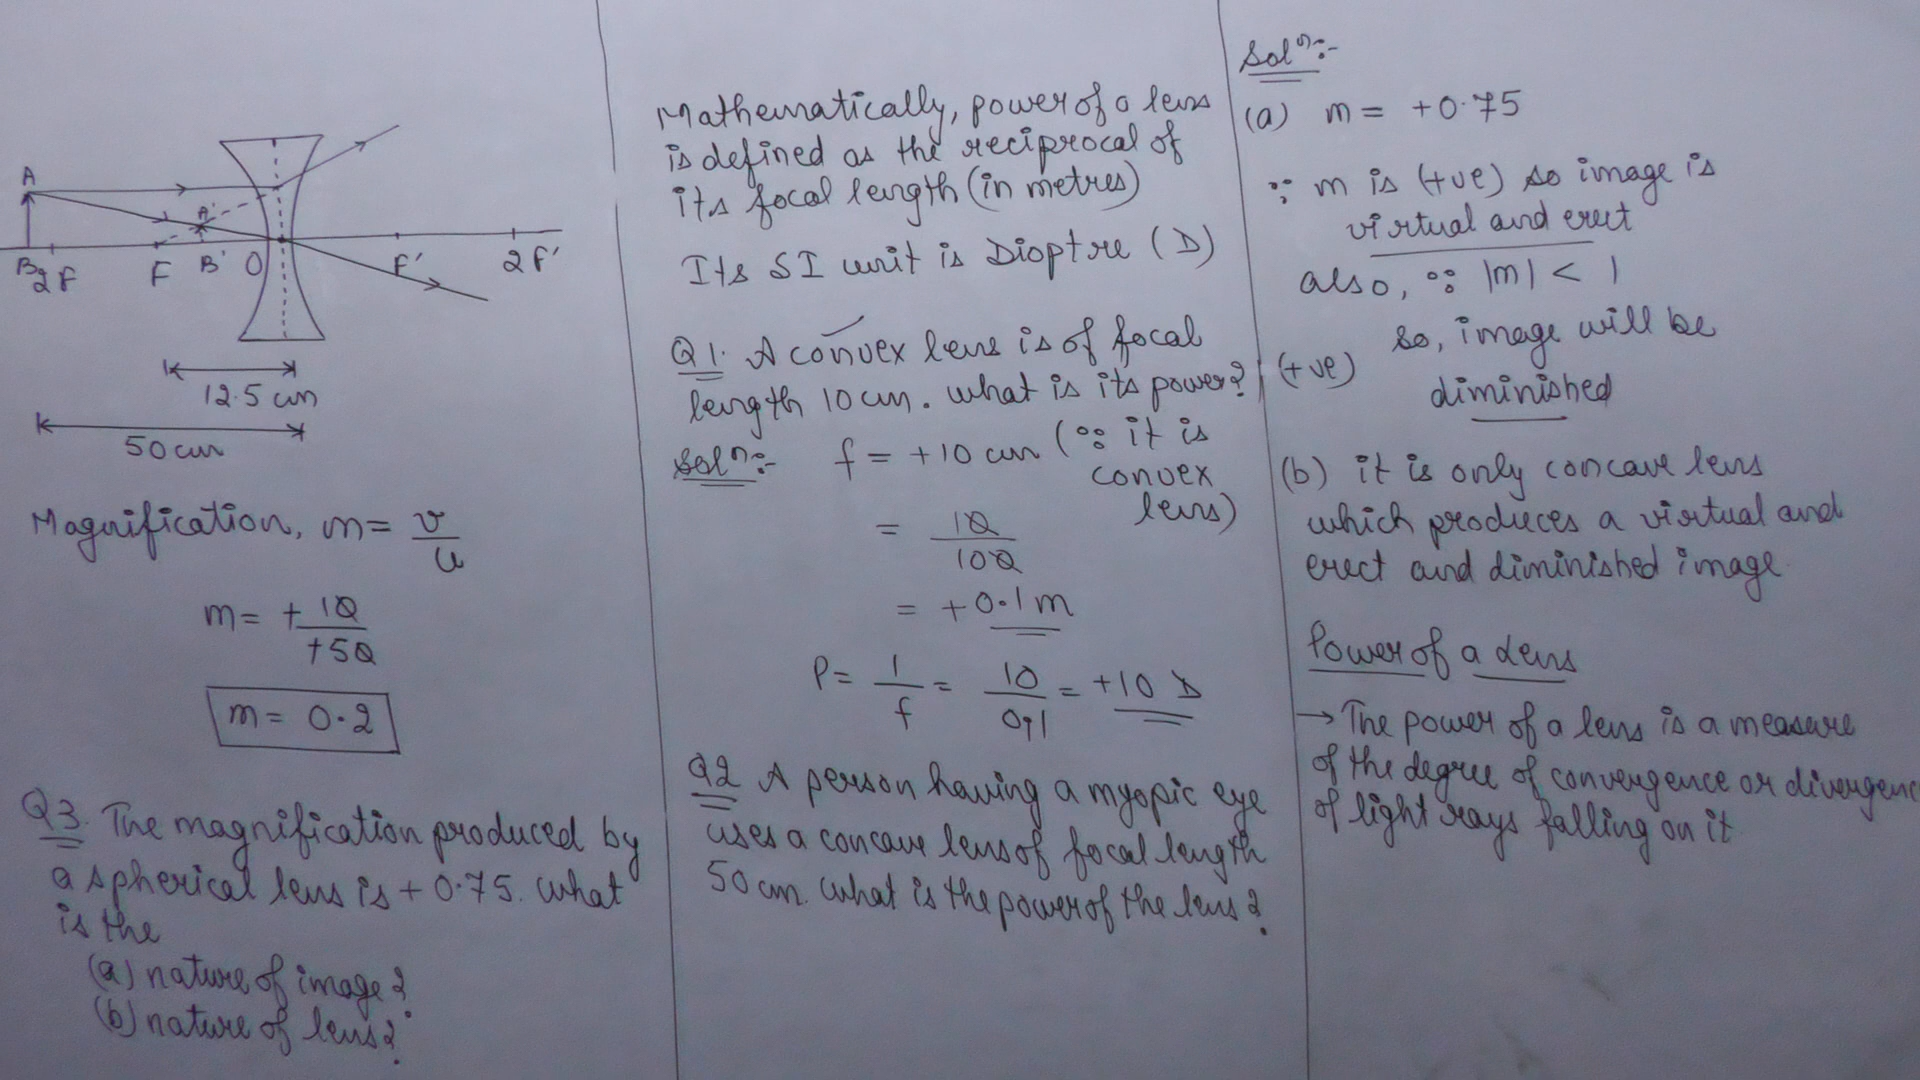 A
A'
B 2F F B' O F' 2F'
12.5 cm
50 cm
Magnification, m = v/u
m = + 10/+50
m = 0.2
Q3. The magnification produced by
a spherical lens is + 0.75. What
is the
(a) nature of image?
(b) nature of lens?
Mathematically, power of a lens
is defined as the reciprocal of
its focal length (in metres)
Its SI unit is Dioptre (D)
Q1. A convex lens is of focal
length 10 cm. what is its power?
Solⁿ:- f = +10 cm (∵ it is
convex
lens)
= 10/100
= +0.1 m
P = 1/f = 10/0,1 = +10 D
Q2 A person having a myopic eye
uses a concave lens of focal length
50 cm. What is the power of the lens?
Solⁿ:-
(a) m = +0.75
∵ m is (+ve) so image is
virtual and erect
also, ∵ |m| < 1
so, image will be
(+ve)
diminished
(b) it is only concave lens
which produces a virtual and
erect and diminished image
Power of a Lens
→ The power of a lens is a measure
of the degree of convergence or divergenc
of light rays falling on it